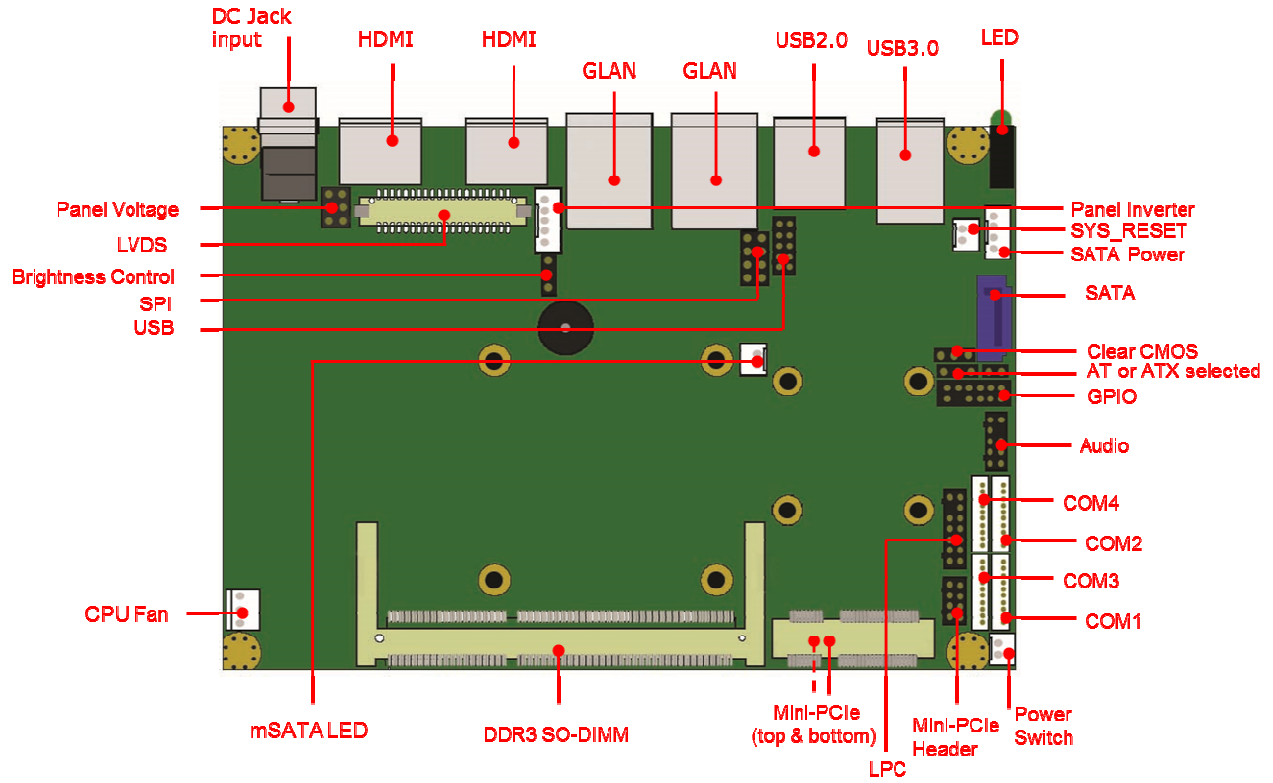 DC Jack
input
HDMI
HDMI
GLAN
GLAN
USB2.0
USB3.0
LED
Panel Voltage
LVDS
Brightness Control
SPI
USB
Panel Inverter
SYS_RESET
SATA Power
SATA
Clear CMOS
AT or ATX selected
GPIO
Audio
COM4
COM2
COM3
COM1
CPU Fan
mSATA LED
DDR3 SO-DIMM
Mini-PCIe
(top & bottom)
LPC
Mini-PCIe
Header
Power
Switch